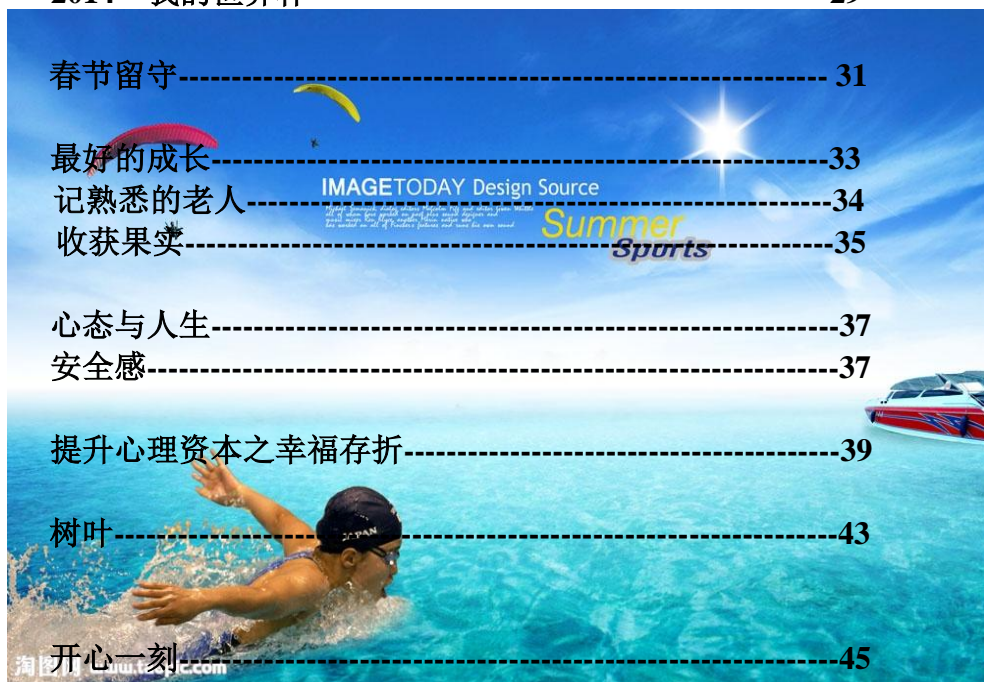 春节留守----------------------------------------------------------------- 31
最好的成长--------------------------------------------------------------33
IMAGETODAY Design Source
记熟悉的老人-----------------------------------------------------------34
Summer
收获果实-----------------------------------------------------------------35
Sports
心态与人生---------------------------------------------------------------37
安全感---------------------------------------------------------------------37
提升心理资本之幸福存折--------------------------------------------39
JAPAN
树叶------------------------------------------------------------------------43
开心一刻------------------------------------------------------------------45